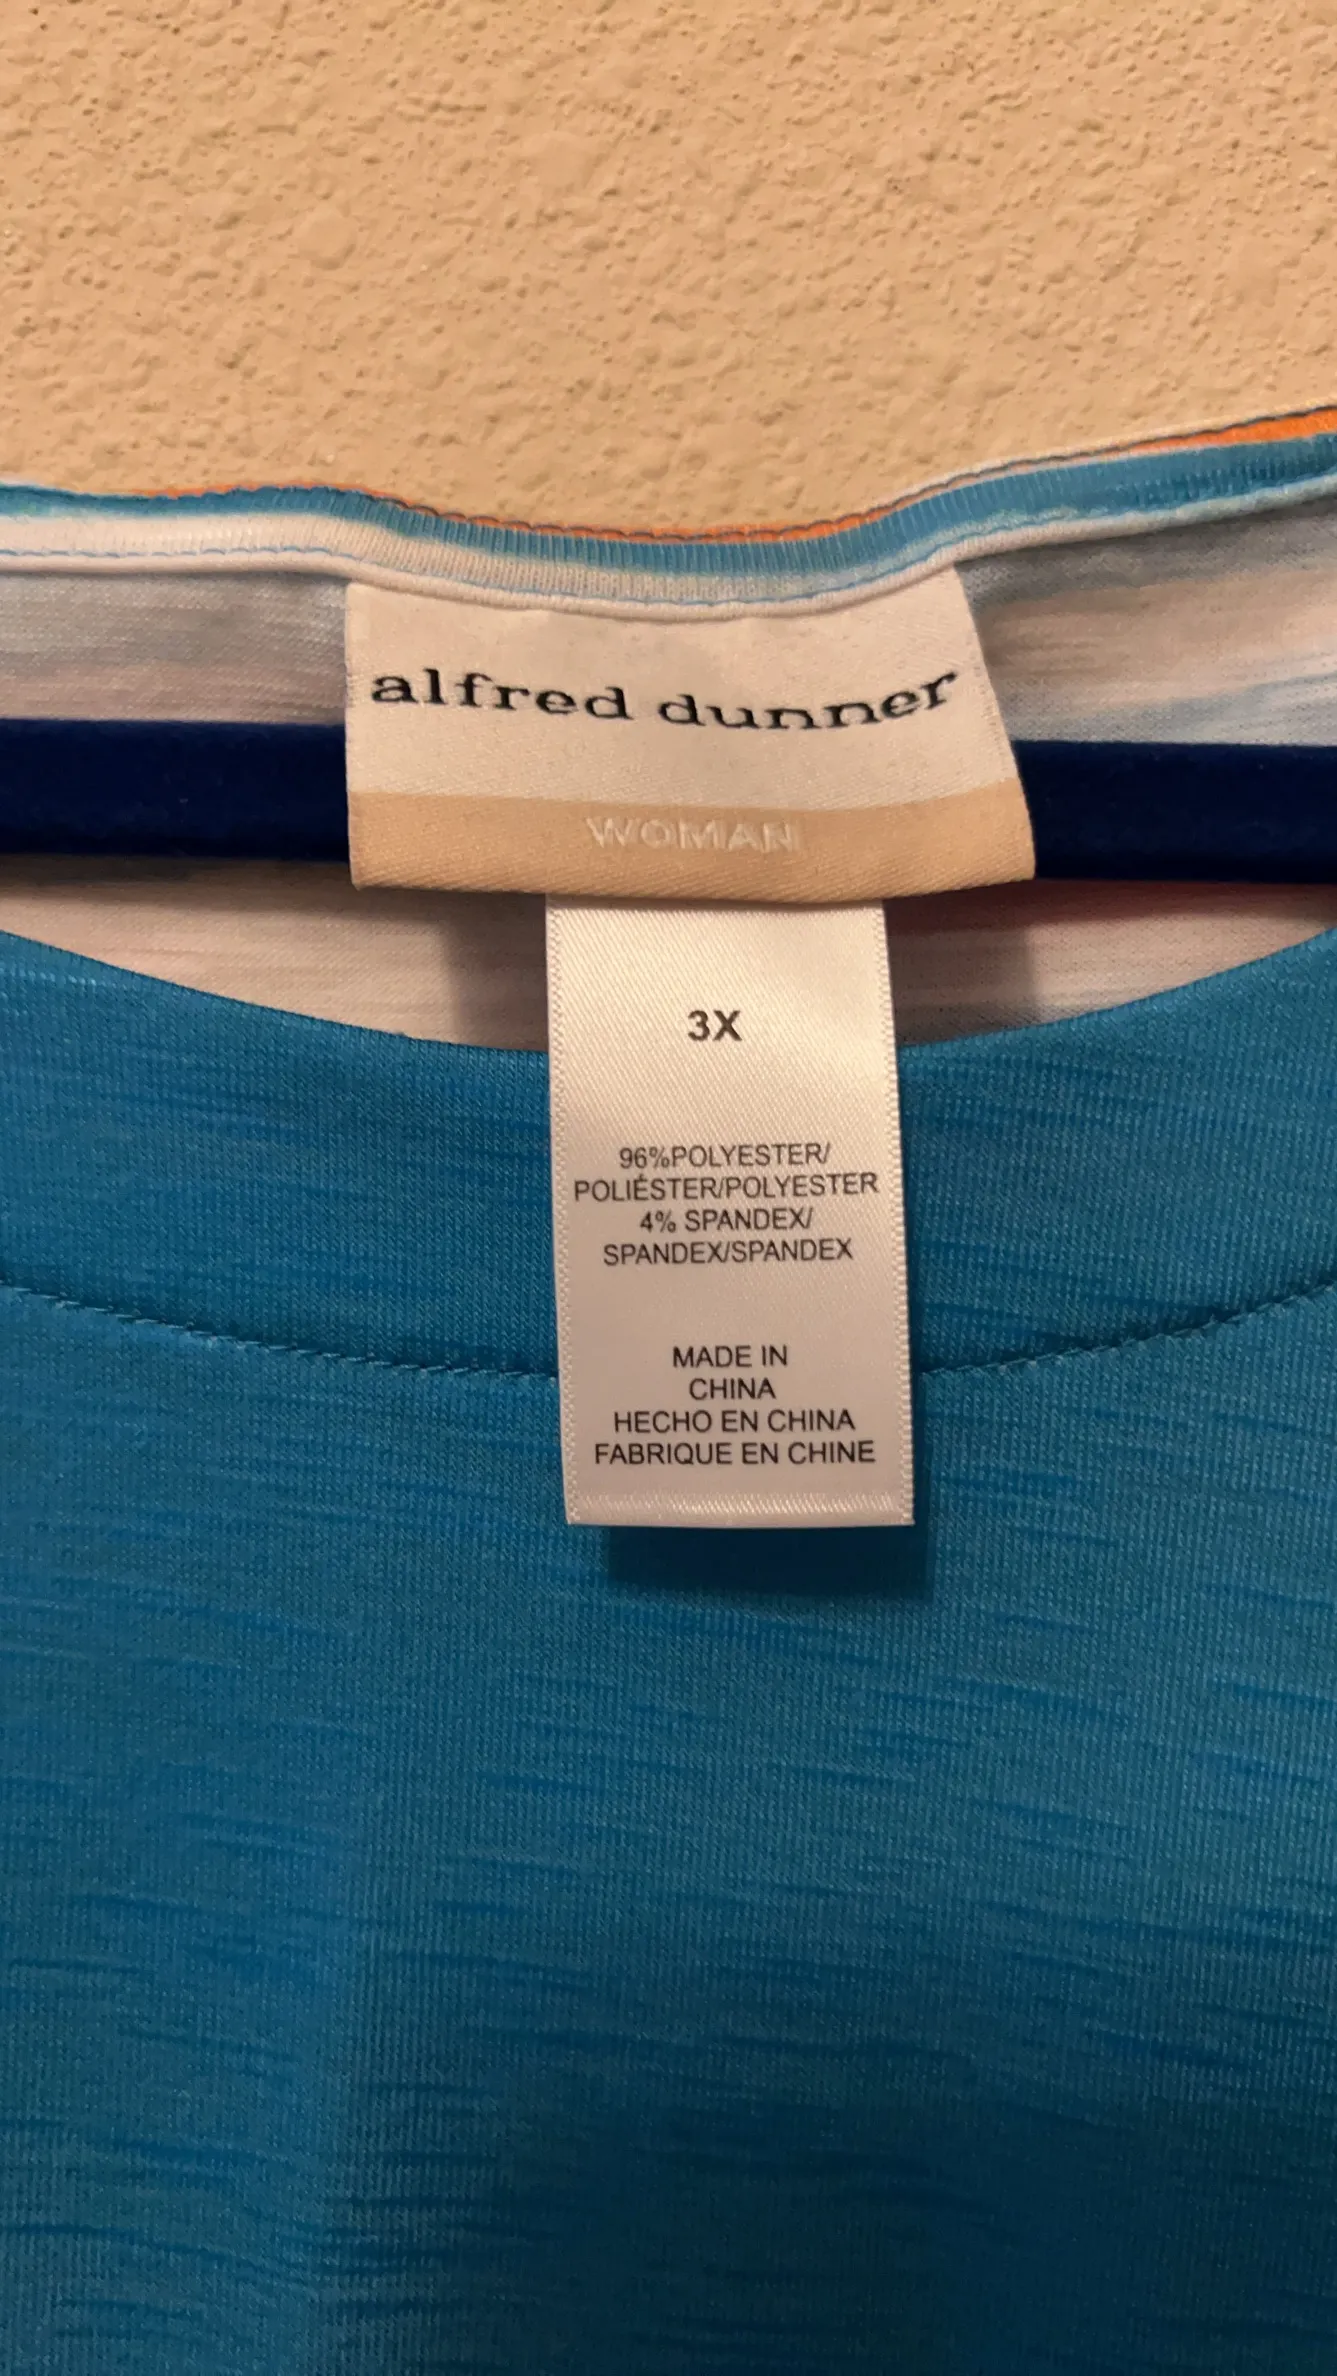 alfred dunner
WOMAN
3X
96%POLYESTER/
POLIÉSTER/POLYESTER
4% SPANDEX/
SPANDEX/SPANDEX
MADE IN
CHINA
HECHO EN CHINA
FABRIQUE EN CHINE